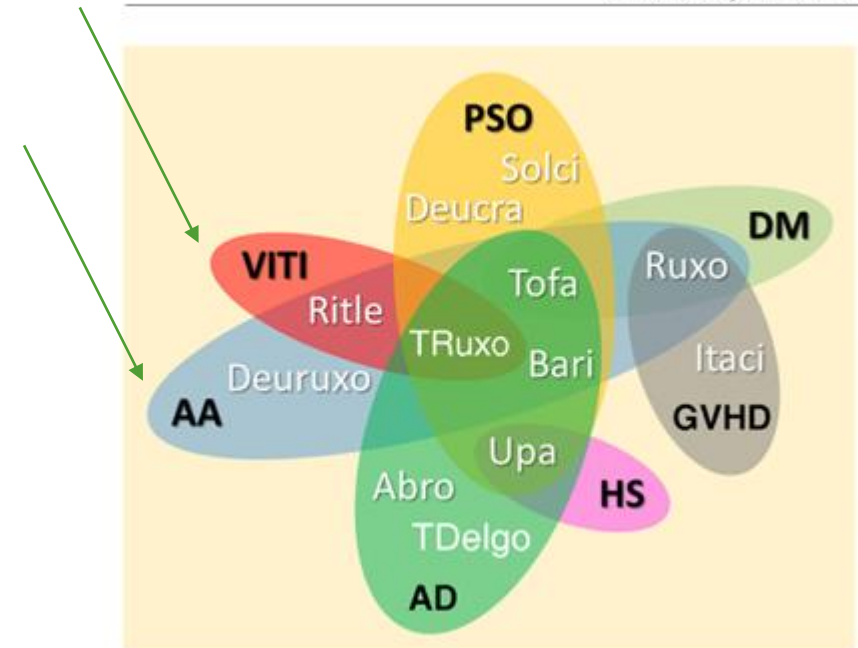 PSO
Solci
Deucra
DM
VITI
Ruxo
Tofa
Ritle
TRuxo
Itaci
Bari
Deuruxo
AA
GVHD
Upa
Abro
HS
TDelgo
AD